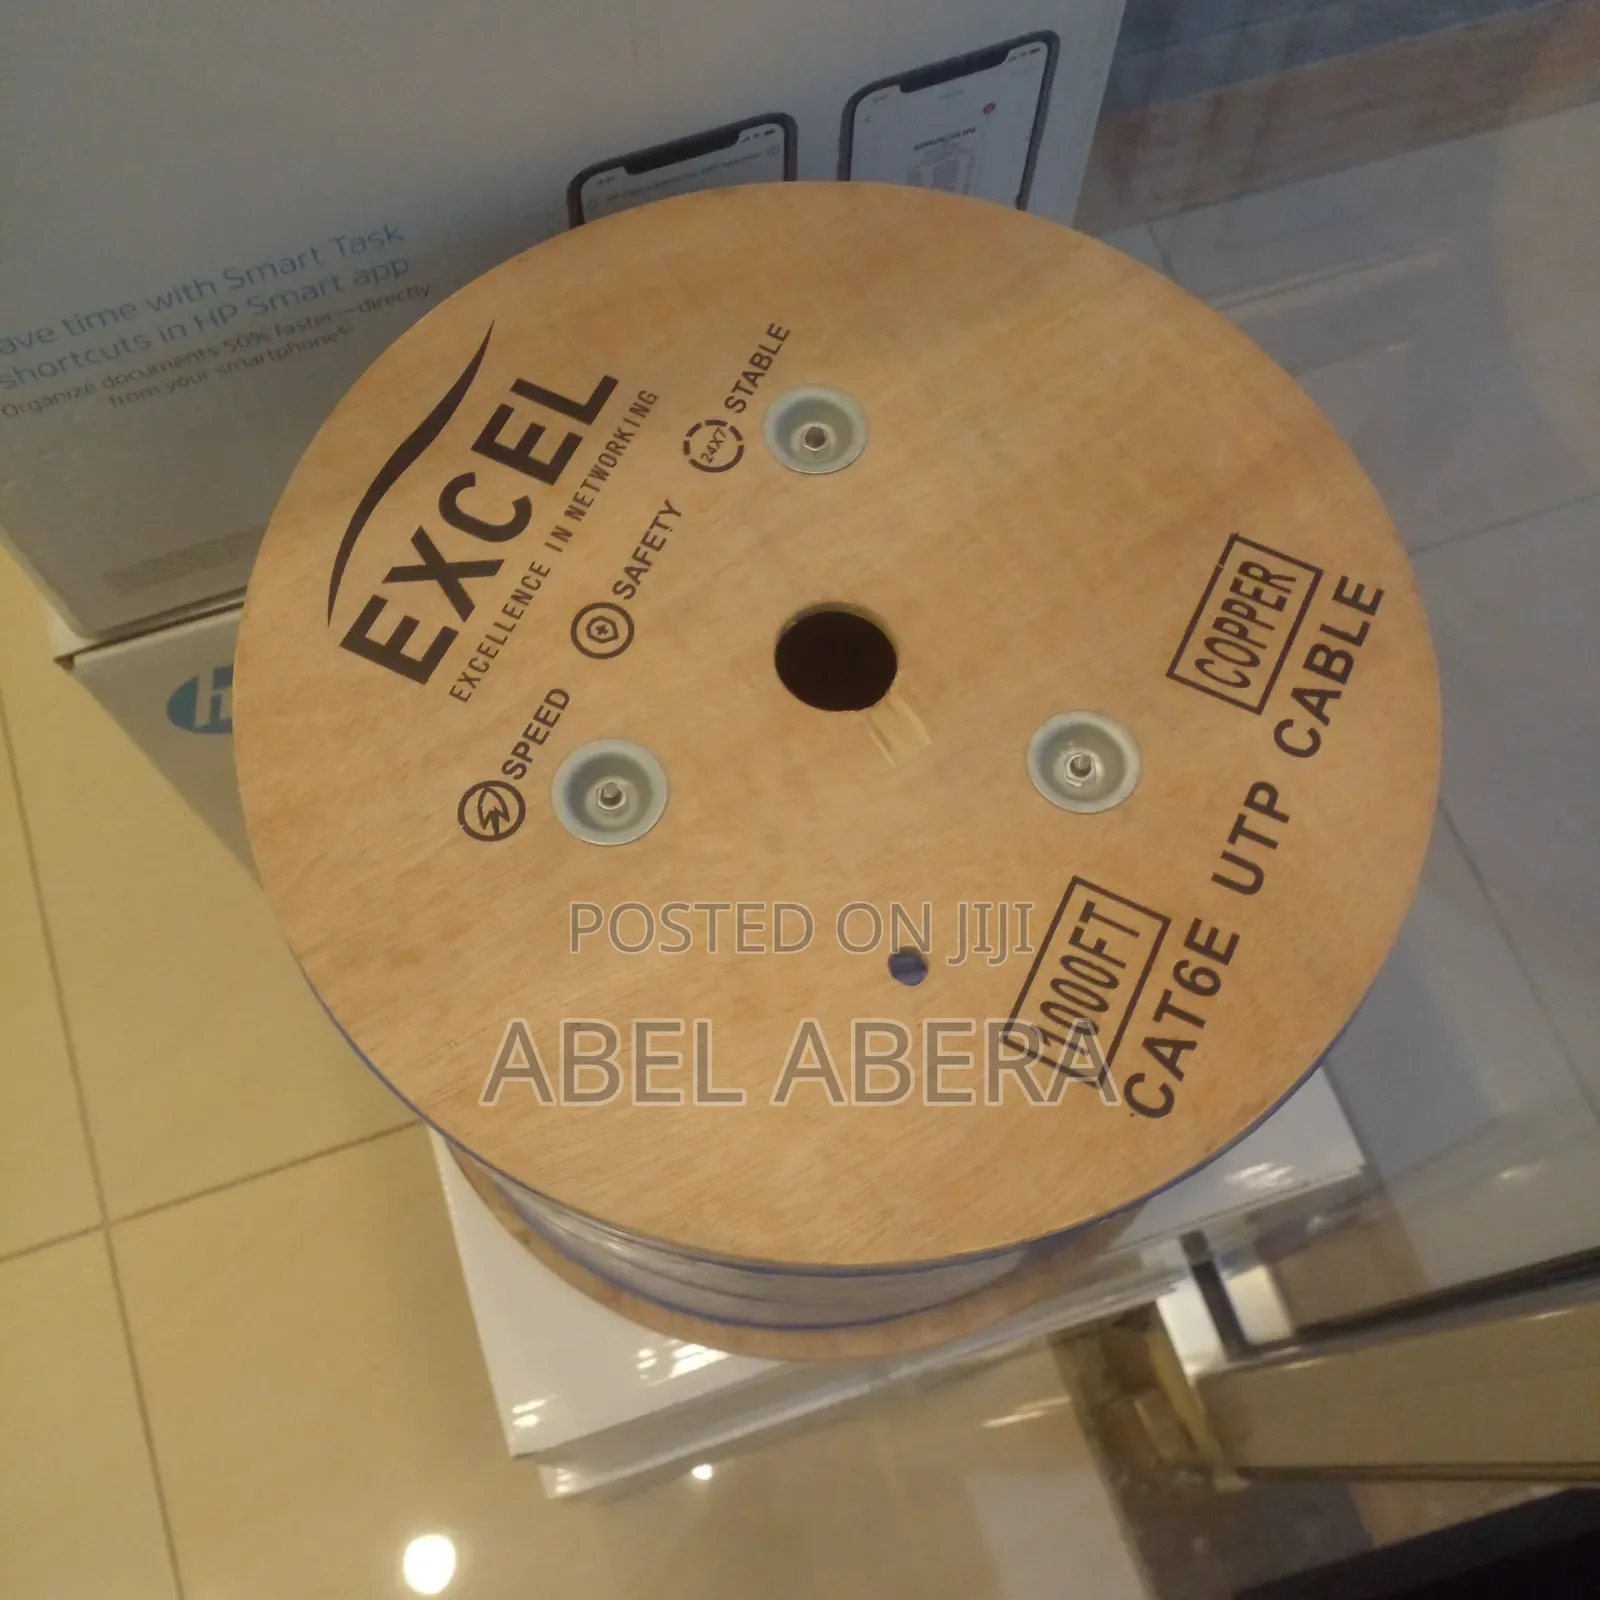 ave time with Smart Task
shortcuts in HP Smart app
Organize documents 50% faster—directly
from your smartphone
hp
EXCEL
EXCELLENCE IN NETWORKING
SPEED
SAFETY
24X7
STABLE
COPPER
1000FT
CAT6E UTP CABLE
POSTED ON JIJI
ABEL ABERA